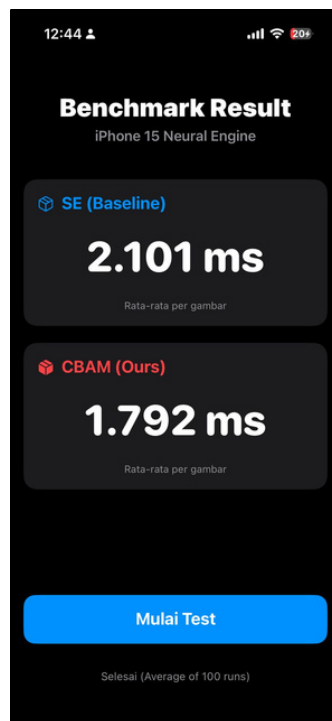 12:44
20+
Benchmark Result
iPhone 15 Neural Engine
SE (Baseline)
2.101 ms
Rata-rata per gambar
CBAM (Ours)
1.792 ms
Rata-rata per gambar
Mulai Test
Selesai (Average of 100 runs)